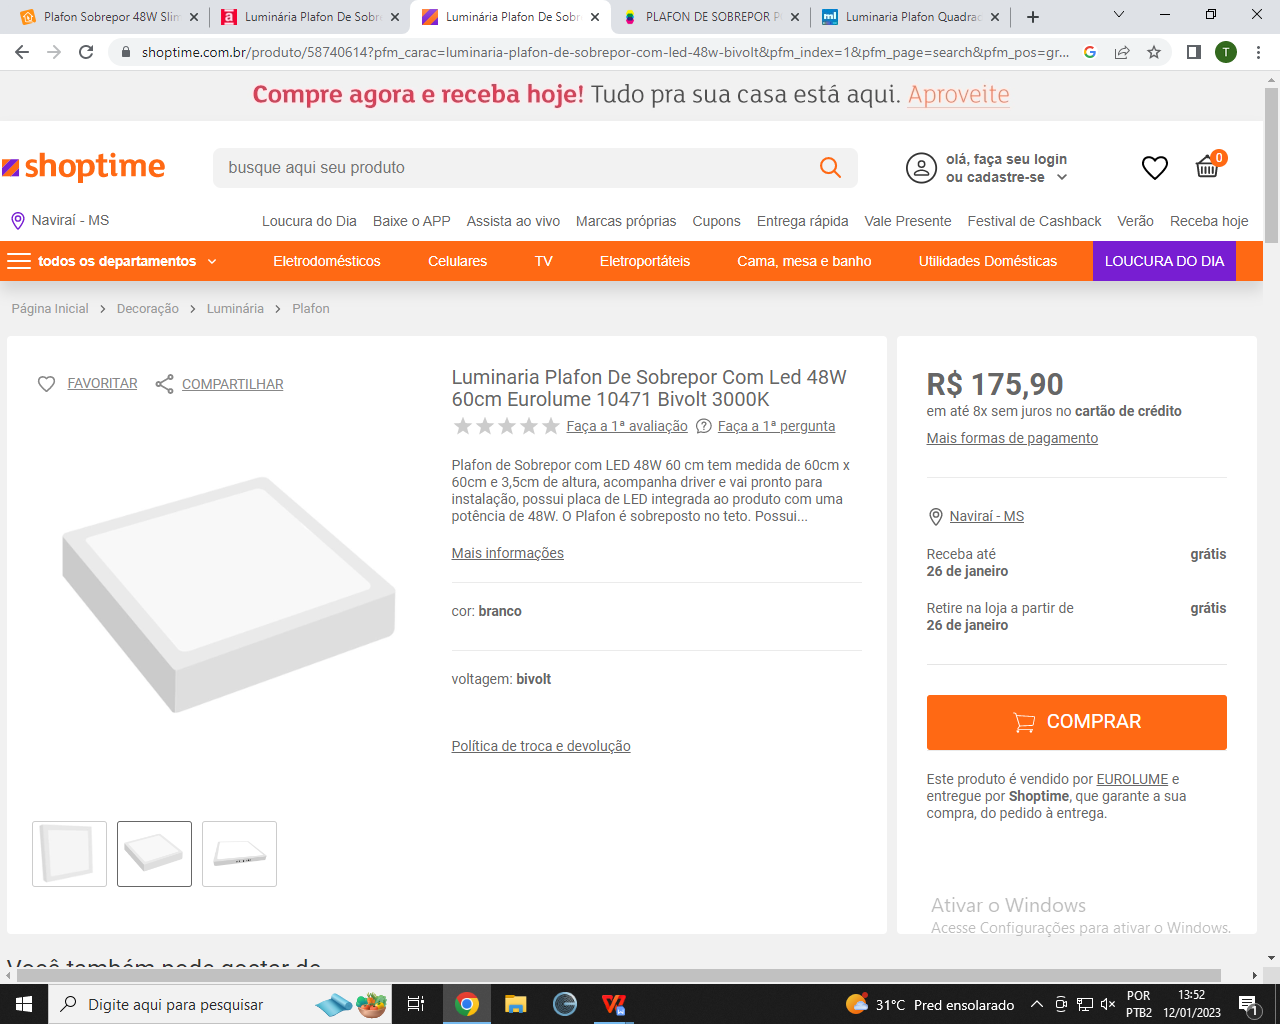 Plafon Sobrepor 48W Slim
Luminária Plafon De Sobre
Luminária Plafon De Sobre
PLAFON DE SOBREPOR P
Luminaria Plafon Quadrad
shoptime.com.br/produto/58740614?pfm_carac=luminaria-plafon-de-sobrepor-com-led-48w-bivolt&pfm_index=1&pfm_page=search&pfm_pos=gr...
T
Compre agora e receba hoje! Tudo pra sua casa está aqui. Aproveite
shoptime
busque aqui seu produto
olá, faça seu login
ou cadastre-se
0
Naviraí - MS
Loucura do Dia Baixe o APP Assista ao vivo Marcas próprias Cupons Entrega rápida Vale Presente Festival de Cashback Verão Receba hoje
todos os departamentos Eletrodomésticos Celulares TV Eletroportáteis Cama, mesa e banho Utilidades Domésticas LOUCURA DO DIA
Página Inicial > Decoração > Luminária > Plafon
FAVORITAR COMPARTILHAR
Luminaria Plafon De Sobrepor Com Led 48W
60cm Eurolume 10471 Bivolt 3000K
Faça a 1ª avaliação Faça a 1ª pergunta
Plafon de Sobrepor com LED 48W 60 cm tem medida de 60cm x
60cm e 3,5cm de altura, acompanha driver e vai pronto para
instalação, possui placa de LED integrada ao produto com uma
potência de 48W. O Plafon é sobreposto no teto. Possui...
Mais informações
cor: branco
voltagem: bivolt
Política de troca e devolução
R$ 175,90
em até 8x sem juros no cartão de crédito
Mais formas de pagamento
Naviraí - MS
Receba até grátis
26 de janeiro
Retire na loja a partir de grátis
26 de janeiro
COMPRAR
Este produto é vendido por EUROLUME e
entregue por Shoptime, que garante a sua
compra, do pedido à entrega.
Ativar o Windows
Acesse Configurações para ativar o Windows.
Você também pode gostar de
Digite aqui para pesquisar
31°C Pred ensolarado
POR
PTB2
13:52
12/01/2023
1